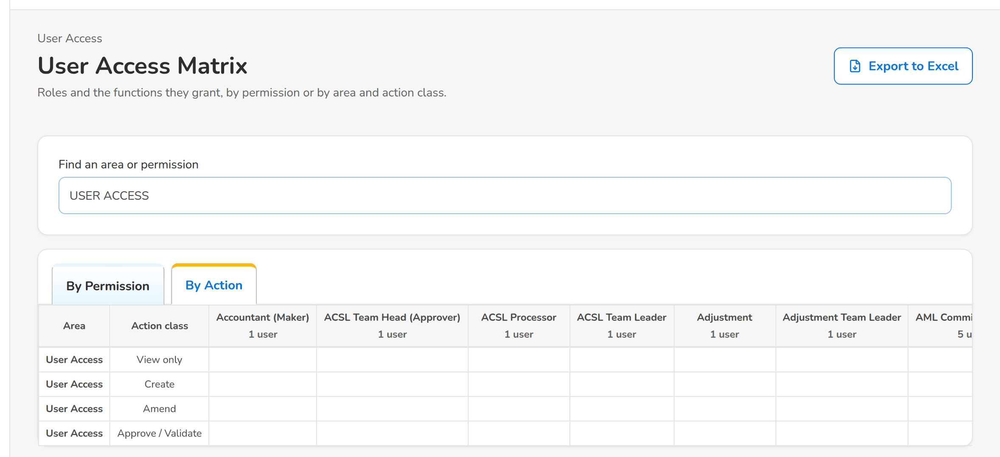 User Access
User Access Matrix
Export to Excel
Roles and the functions they grant, by permission or by area and action class.
Find an area or permission
USER ACCESS
By Permission
By Action
Area
Action class
Accountant (Maker)
1 user
ACSL Team Head (Approver)
1 user
ACSL Processor
1 user
ACSL Team Leader
1 user
Adjustment
1 user
Adjustment Team Leader
1 user
AML Commi
5 u
User Access
View only
User Access
Create
User Access
Amend
User Access
Approve / Validate